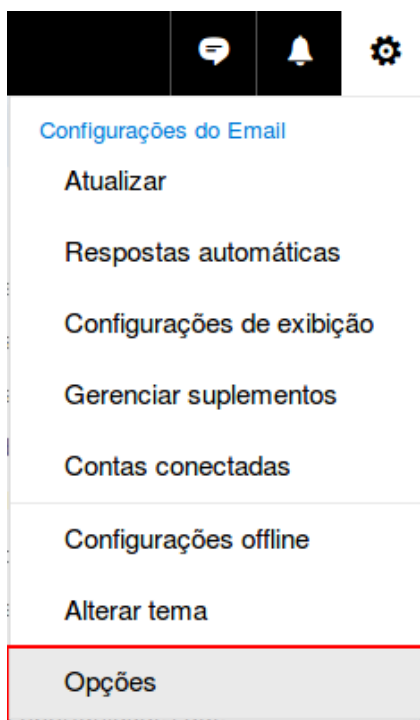 Configurações do Email
Atualizar
Respostas automáticas
Configurações de exibição
Gerenciar suplementos
Contas conectadas
Configurações offline
Alterar tema
Opções